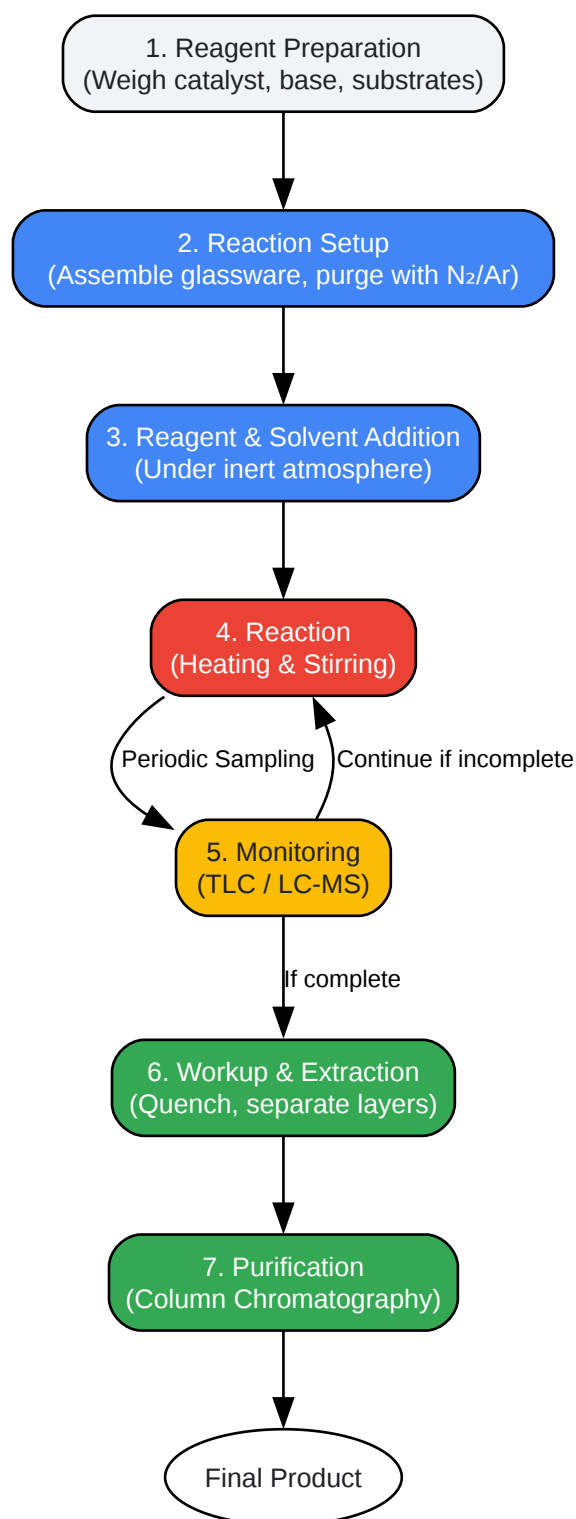 1. Reagent Preparation
(Weigh catalyst, base, substrates)
2. Reaction Setup
(Assemble glassware, purge with N₂/Ar)
3. Reagent & Solvent Addition
(Under inert atmosphere)
4. Reaction
(Heating & Stirring)
Periodic Sampling
Continue if incomplete
5. Monitoring
(TLC / LC-MS)
If complete
6. Workup & Extraction
(Quench, separate layers)
7. Purification
(Column Chromatography)
Final Product